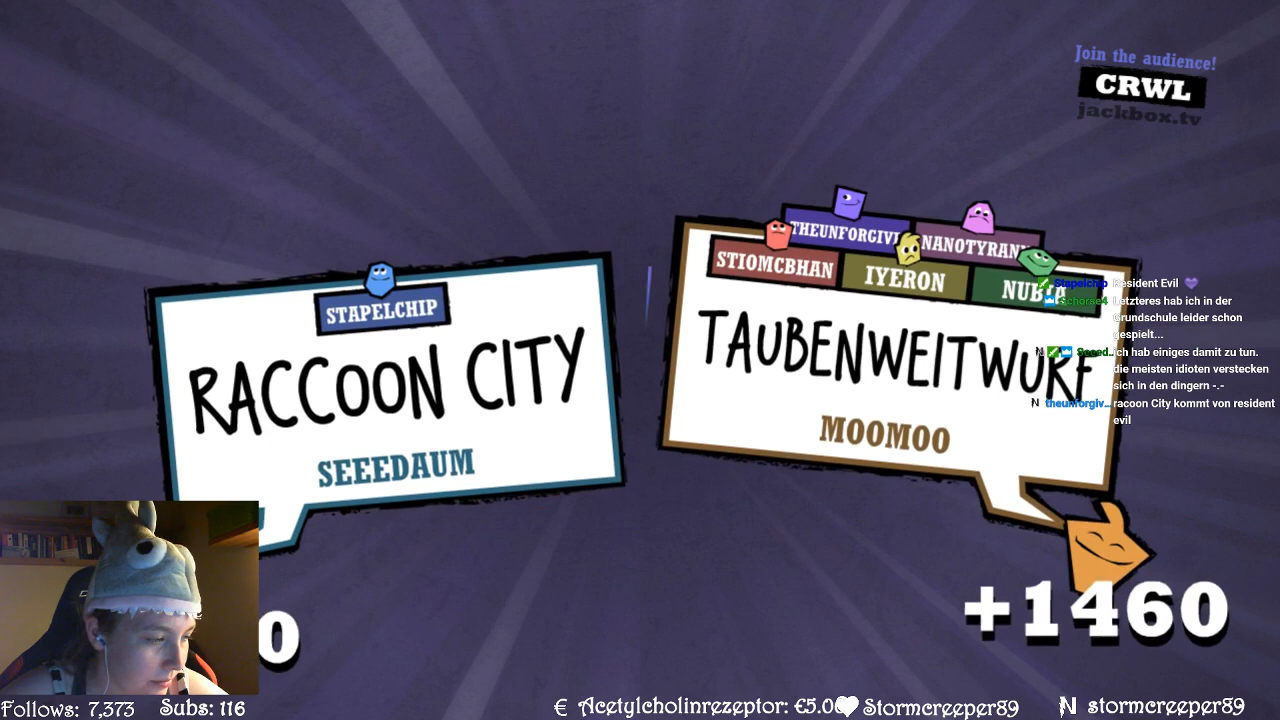 Join the audience!
CRWL
jackbox.tv
STAPELCHIP
RACCOON CITY
SEEEDAUM
THEUNFORGIVI
NANOTYRAN
STIOMCBHAN
IYERON
TAUBENWEITWURF
MOOMOO
Stapelchip Resident Evil 💜
Schorse4 Letzteres hab ich in der
Grundschule leider schon
gespielt...
Seeed.. ich hab einiges damit zu tun.
die meisten idioten verstecken
sich in den dingern -.-
theunforgiv... racoon City kommt von resident
evil
0
+1460
Follows: 7,373 Subs: 116 € Acetylcholinrezeptor: €5.0 Stormcreeper89 N stormcreeper89